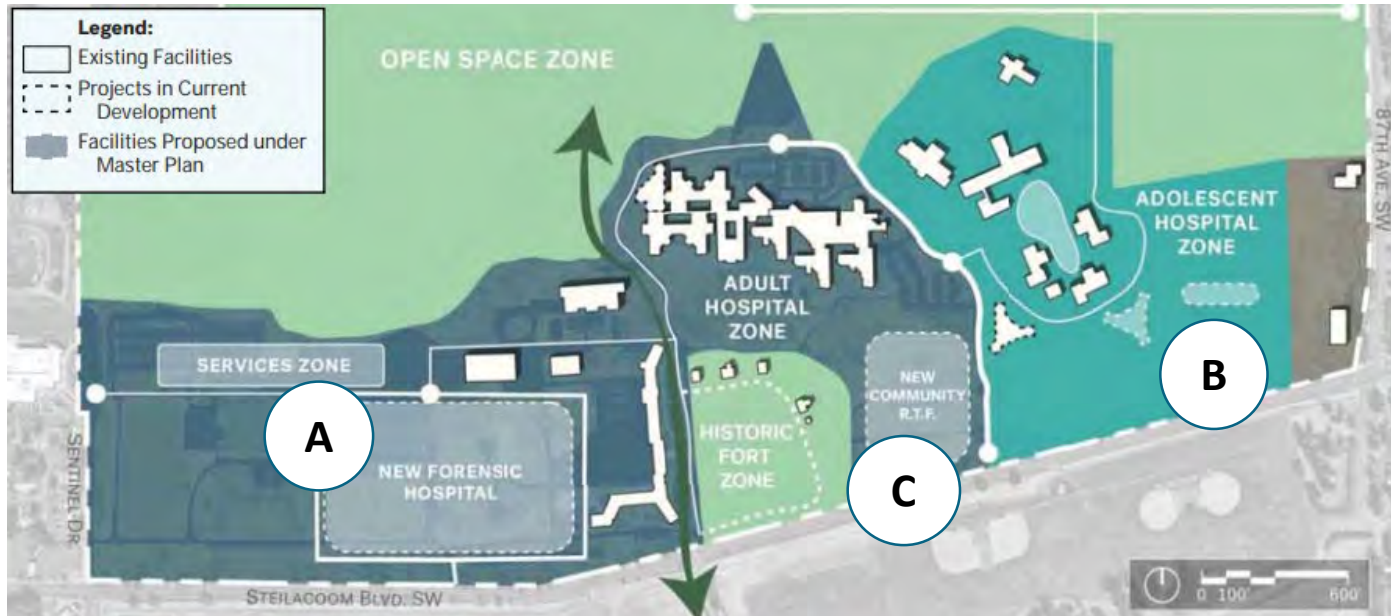 Legend:
Existing Facilities
Projects in Current
Development
Facilities Proposed under
Master Plan
OPEN SPACE ZONE
87TH AVE. SW
ADOLESCENT
HOSPITAL
ZONE
ADULT
HOSPITAL
ZONE
SERVICES ZONE
B
NEW
COMMUNITY
R.T.F.
A
HISTORIC
FORT
ZONE
SENTINEL DR.
NEW FORENSIC
HOSPITAL
C
STEILACOOM BLVD. SW
0 100' 600'